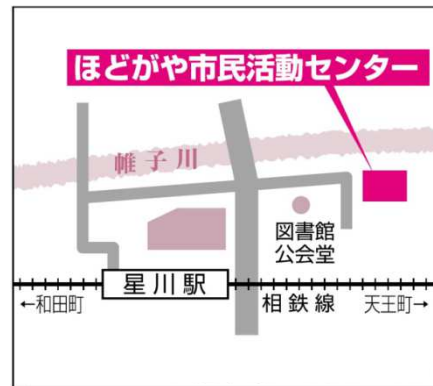 ほどがや市民活動センター
帷子川
図書館
公会堂
星川駅
←和田町
相鉄線
天王町→